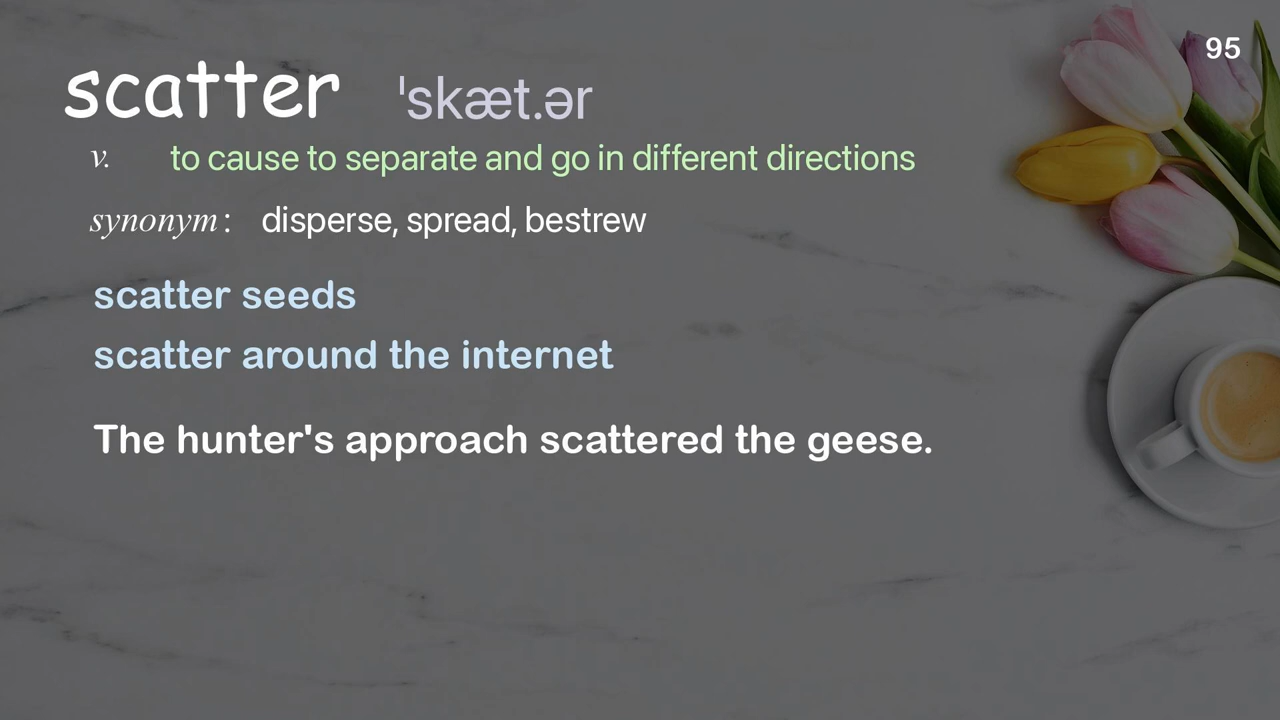 95
scatter ˈskæt.ər
v. to cause to separate and go in different directions
synonym : disperse, spread, bestrew
scatter seeds
scatter around the internet
The hunter's approach scattered the geese.